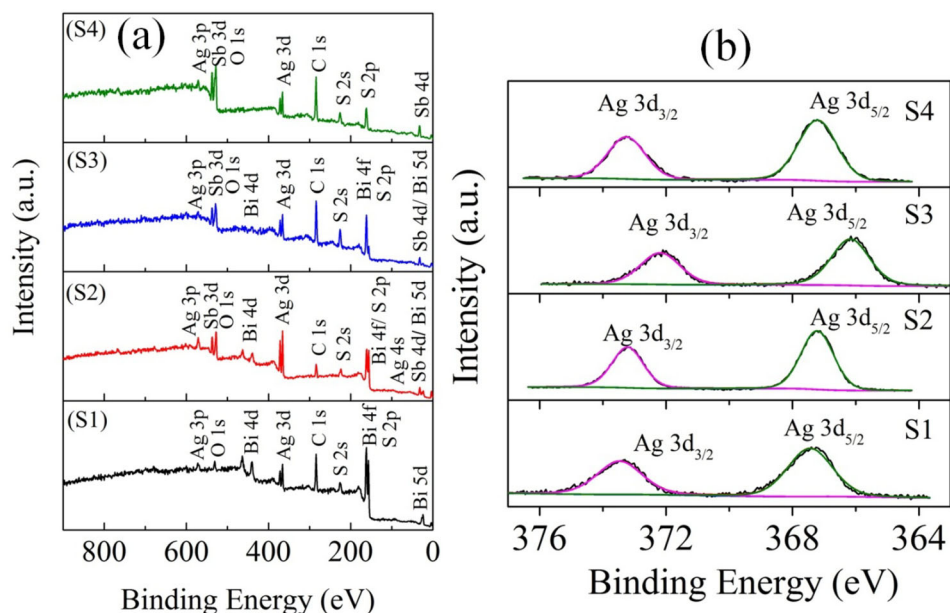 (a)
(S4)
Ag 3p
Sb 3d
O 1s
Ag 3d
C 1s
S 2s
S 2p
Sb 4d
(S3)
Ag 3p
Sb 3d
O 1s
Bi 4d
Ag 3d
C 1s
S 2s
Bi 4f
S 2p
Sb 4d/ Bi 5d
(S2)
Ag 3p
Sb 3d
O 1s
Bi 4d
Ag 3d
C 1s
S 2s
Bi 4f/ S 2p
Ag 4s
Sb 4d/ Bi 5d
(S1)
Ag 3p
O 1s
Bi 4d
Ag 3d
C 1s
S 2s
Bi 4f
S 2p
Bi 5d
Intensity (a.u.)
800 600 400 200 0
Binding Energy (eV)
(b)
Ag 3d3/2 Ag 3d5/2 S4
Ag 3d3/2 Ag 3d5/2 S3
Ag 3d3/2 Ag 3d5/2 S2
Ag 3d3/2 Ag 3d5/2 S1
Intensity (a.u.)
376 372 368 364
Binding Energy (eV)